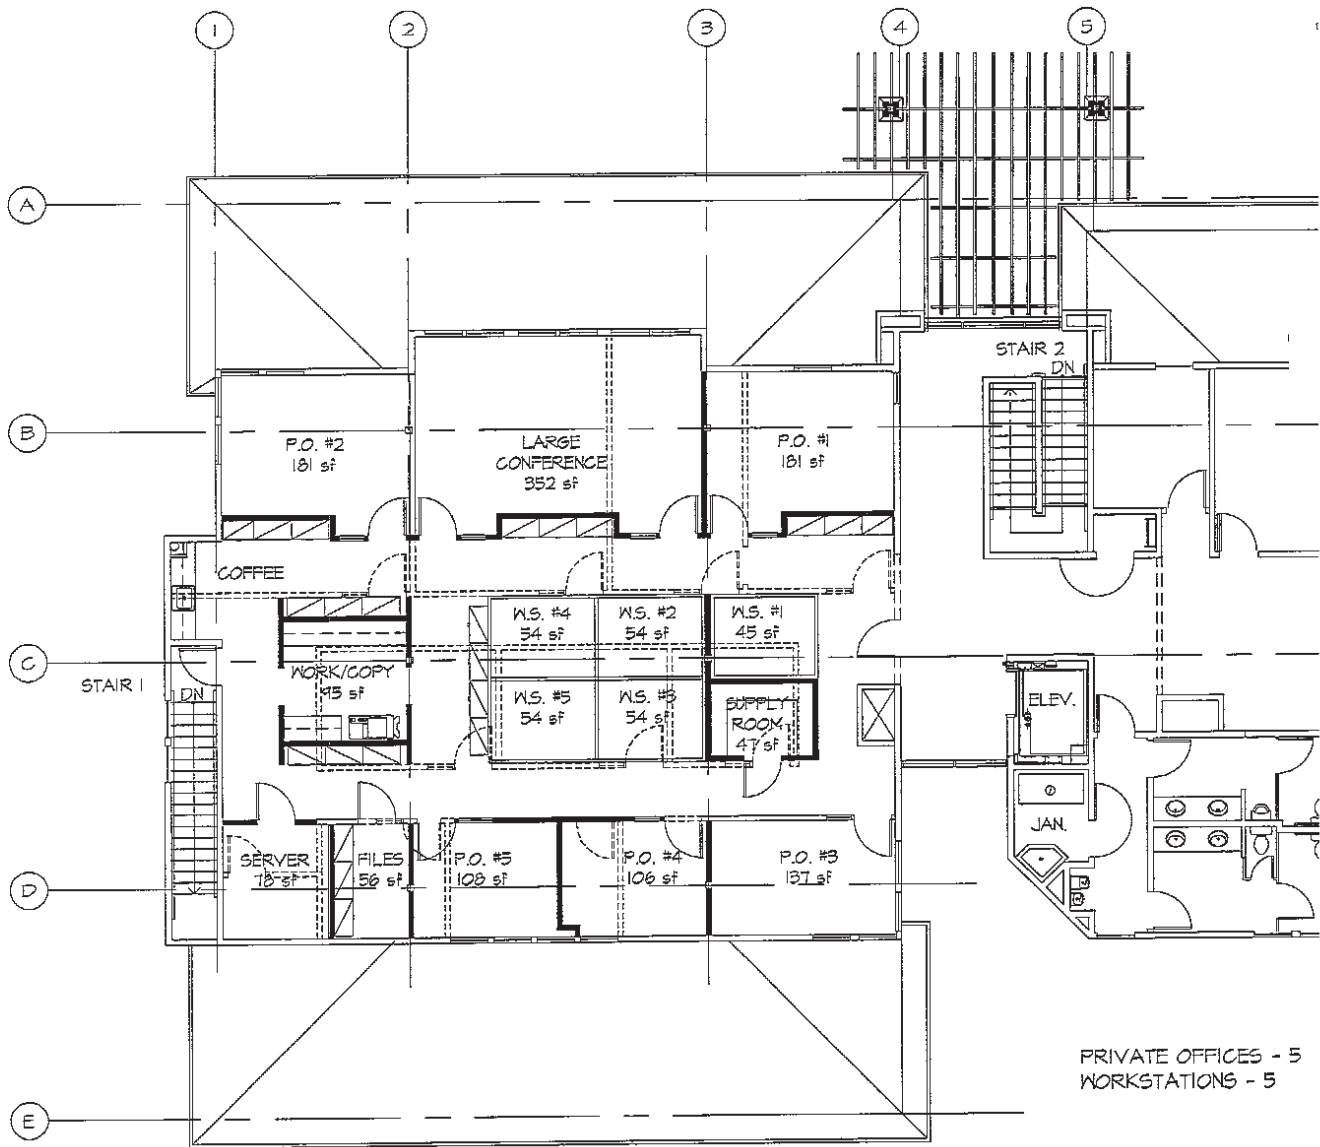 1
2
3
4
5
A
STAIR 2
DN
B
P.O. #2
181 sf
LARGE
CONFERENCE
352 sf
P.O. #1
181 sf
COFFEE
W.S. #4
54 sf
W.S. #2
54 sf
W.S. #1
45 sf
C
STAIR 1
DN
WORK/COPY
95 sf
W.S. #5
54 sf
W.S. #3
54 sf
SUPPLY
ROOM
47 sf
ELEV.
JAN.
D
SERVER
78 sf
FILES
56 sf
P.O. #5
108 sf
P.O. #4
106 sf
P.O. #3
137 sf
PRIVATE OFFICES - 5
WORKSTATIONS - 5
E